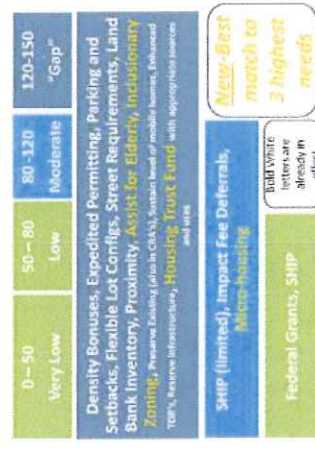 0 – 50
Very Low
50 – 80
Low
80 -120
Moderate
120-150
"Gap"
Density Bonuses, Expedited Permitting, Parking and
Setbacks, Flexible Lot Configs, Street Requirements, Land
Bank Inventory, Proximity, Assist for Elderly, Inclusionary
Zoning, Preserve Existing (also in CRA's), Sustain level of mobile homes, Enhanced
TDR's, Reserve Infrastructure, Housing Trust Fund with appropriate sources
and uses
SHIP (limited), Impact Fee Deferrals,
Micro-housing
Federal Grants, SHIP
New-Best
match to
3 highest
needs
Bold White
letters are
already in